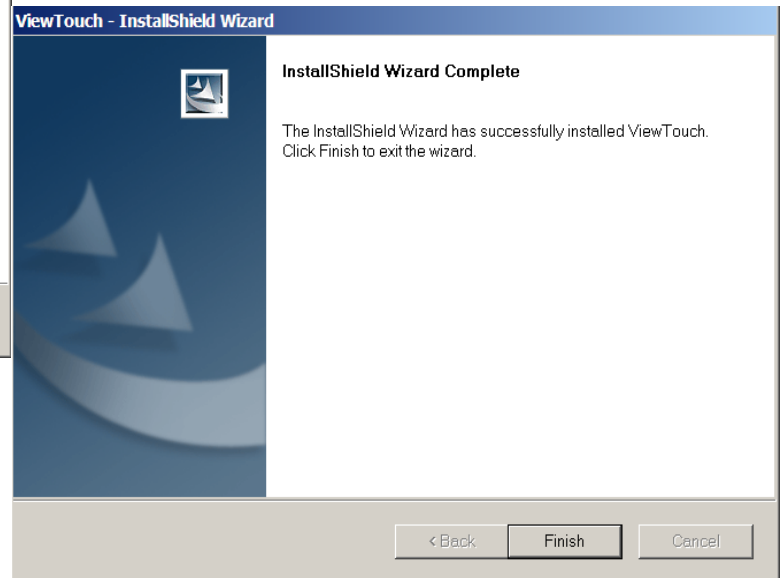 ViewTouch - InstallShield Wizard
InstallShield Wizard Complete
The InstallShield Wizard has successfully installed ViewTouch.
Click Finish to exit the wizard.
< Back
Finish
Cancel